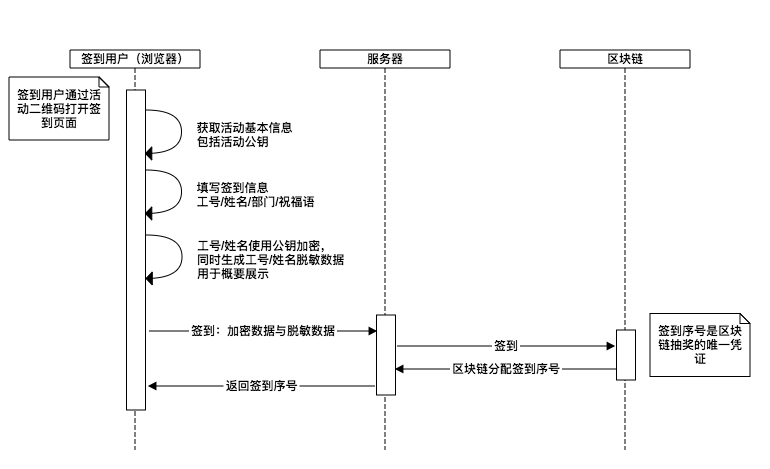 签到用户（浏览器）
服务器
区块链
签到用户通过活
动二维码打开签
到页面
获取活动基本信息
包括活动公钥
填写签到信息
工号/姓名/部门/祝福语
工号/姓名使用公钥加密，
同时生成工号/姓名脱敏数据
用于概要展示
签到：加密数据与脱敏数据
签到
区块链分配签到序号
返回签到序号
签到序号是区块
链抽奖的唯一凭
证